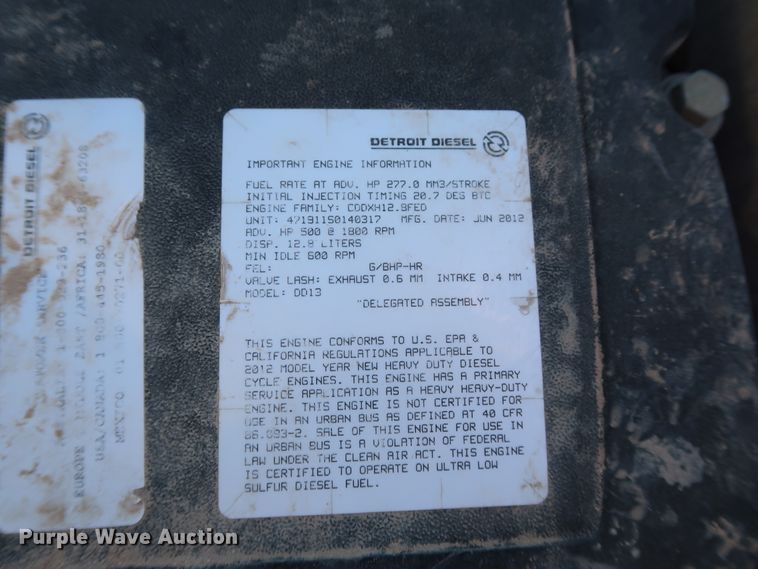 DETROIT DIESEL
IMPORTANT ENGINE INFORMATION
FUEL RATE AT ADV. HP 277.0 MM3/STROKE
INITIAL INJECTION TIMING 20.7 DEG BTC
ENGINE FAMILY: CDDXH12.8FED
UNIT: 471911S0140317 MFG. DATE: JUN 2012
ADV. HP 500 @ 1800 RPM
DISP. 12.8 LITERS
MIN IDLE 600 RPM
FEL: G/BHP-HR
VALVE LASH: EXHAUST 0.6 MM INTAKE 0.4 MM
MODEL: DD13
"DELEGATED ASSEMBLY"
THIS ENGINE CONFORMS TO U.S. EPA &
CALIFORNIA REGULATIONS APPLICABLE TO
2012 MODEL YEAR NEW HEAVY DUTY DIESEL
CYCLE ENGINES. THIS ENGINE HAS A PRIMARY
SERVICE APPLICATION AS A HEAVY HEAVY-DUTY
ENGINE. THIS ENGINE IS NOT CERTIFIED FOR
USE IN AN URBAN BUS AS DEFINED AT 40 CFR
86.093-2. SALE OF THIS ENGINE FOR USE IN
AN URBAN BUS IS A VIOLATION OF FEDERAL
LAW UNDER THE CLEAN AIR ACT. THIS ENGINE
IS CERTIFIED TO OPERATE ON ULTRA LOW
SULFUR DIESEL FUEL.
DETROIT DIESEL
SERVICE
EUROPE EAST/AFRICA: 31-
USA/CANADA: 1 800-445-1980
MEXICO 01
Purple Wave Auction